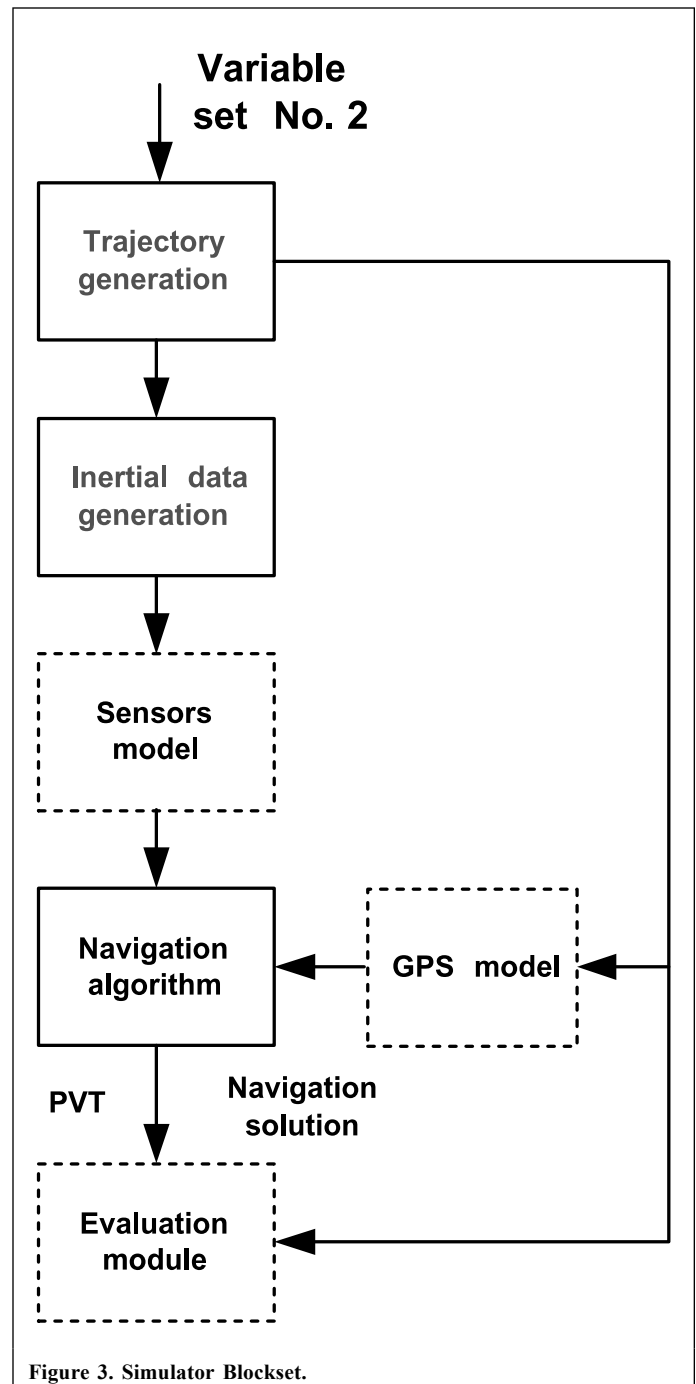 Variable
set No. 2
Trajectory
generation
Inertial data
generation
Sensors
model
Navigation
algorithm
GPS model
PVT
Navigation
solution
Evaluation
module
Figure 3. Simulator Blockset.